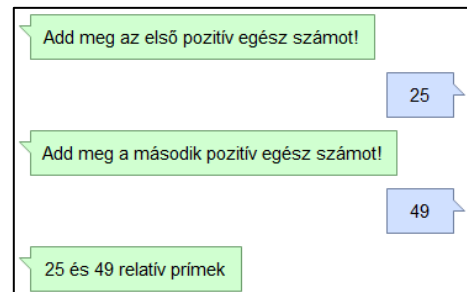 Add meg az első pozitív egész számot!
25
Add meg a második pozitív egész számot!
49
25 és 49 relatív prímek